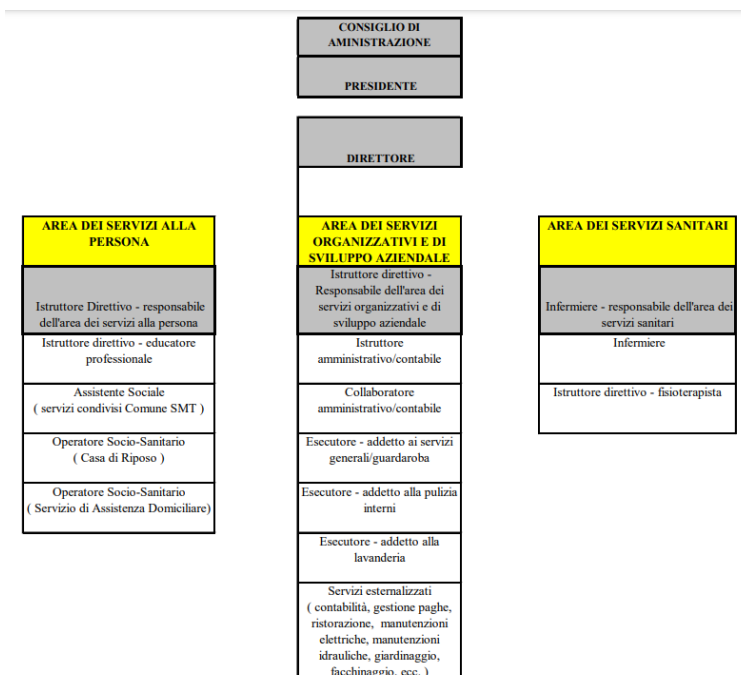 CONSIGLIO DI
AMINISTRAZIONE
PRESIDENTE
DIRETTORE
AREA DEI SERVIZI ALLA
PERSONA
Istruttore Direttivo - responsabile
dell'area dei servizi alla persona
Istruttore direttivo - educatore
professionale
Assistente Sociale
( servizi condivisi Comune SMT )
Operatore Socio-Sanitario
( Casa di Riposo )
Operatore Socio-Sanitario
( Servizio di Assistenza Domiciliare)
AREA DEI SERVIZI
ORGANIZZATIVI E DI
SVILUPPO AZIENDALE
Istruttore direttivo -
Responsabile dell'area dei
servizi organizzativi e di
sviluppo aziendale
Istruttore
amministrativo/contabile
Collaboratore
amministrativo/contabile
Esecutore - addetto ai servizi
generali/guardaroba
Esecutore - addetto alla pulizia
interni
Esecutore - addetto alla
lavanderia
Servizi esternalizzati
( contabilità, gestione paghe,
ristorazione, manutenzioni
elettriche, manutenzioni
idrauliche, giardinaggio,
facchinaggio, ecc. )
AREA DEI SERVIZI SANITARI
Infermiere - responsabile dell'area dei
servizi sanitari
Infermiere
Istruttore direttivo - fisioterapista